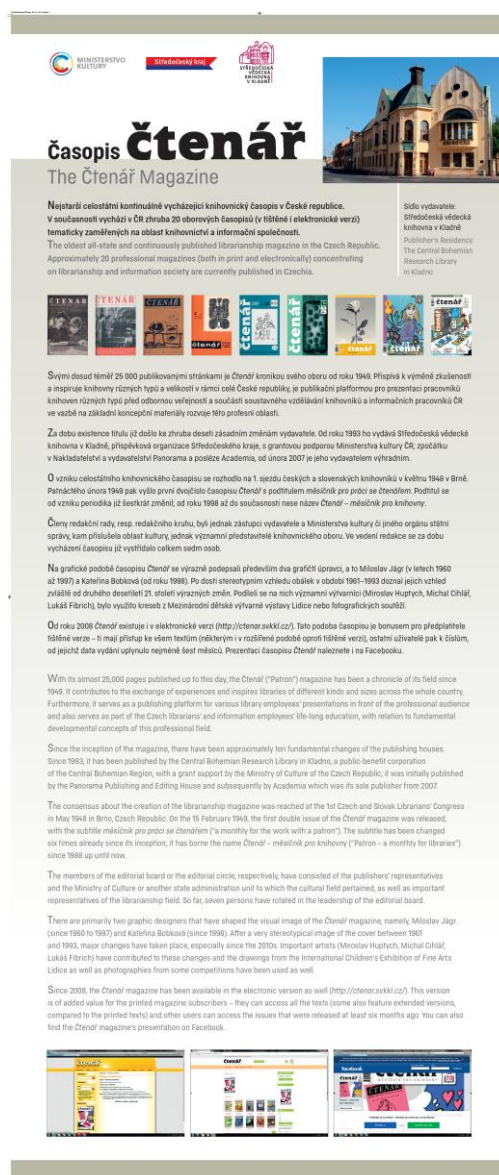 MINISTERSTVO
KULTURY
Středočeský kraj
STŘEDOČESKÁ
VĚDECKÁ
KNIHOVNA
V KLADNĚ
Časopis čtenář
The Čtenář Magazine
Nejstarší celostátní kontinuálně vycházející knihovnický časopis v České republice.
V současnosti vychází v ČR zhruba 20 oborových časopisů (v tištěné i elektronické verzi)
tematicky zaměřených na oblast knihovnictví a informační společnosti.
The oldest all-state and continuously published librarianship magazine in the Czech Republic.
Approximately 20 professional magazines (both in print and electronically) concentrating
on librarianship and information society are currently published in Czechia.
Sídlo vydavatele:
Středočeská vědecká
knihovna v Kladně
Publisher's Residency:
The Central Bohemian
Research Library
in Kladno
Svými dosud téměř 25 000 publikovanými stránkami je Čtenář kronikou svého oboru od roku 1949. Přispívá k výměně zkušeností
a inspiruje knihovny různých typů a velikostí v rámci celé České republiky, je publikační platformou pro prezentaci pracovníků
knihoven různých typů před odbornou veřejností a součástí soustavného vzdělávání knihovníků a informačních pracovníků ČR
ve vazbě na základní koncepční materiály rozvoje této profesní oblasti.
Za dobu existence titulu již došlo ke zhruba deseti zásadním změnám vydavatele. Od roku 1993 ho vydává Středočeská vědecké
knihovna v Kladně, příspěvková organizace Středočeského kraje, s grantovou podporou Ministerstva kultury ČR; zpočátku
v Nakladatelství a vydavatelství Panorama a posléze Academia, od února 2007 je jeho vydavatelem výhradním.
O vzniku celostátního knihovnického časopisu se rozhodlo na 1. sjezdu českých a slovenských knihovníků v květnu 1948 v Brně.
Patnáctého února 1949 pak vyšlo první dvojčíslo časopisu Čtenář s podtitulem měsíčník pro práci se čtenářem. Podtitul se
od vzniku periodika již šestkrát změnil; od roku 1998 až do současnosti nese název Čtenář – měsíčník pro knihovny.
Členy redakční rady, resp. redakčního kruhu, byli jednak zástupci vydavatele a Ministerstva kultury či jiného orgánu státní
správy, kam příslušela oblast kultury, jednak významní představitelé knihovnického oboru. Ve vedení redakce se za dobu
vycházení časopisu již vystřídalo celkem sedm osob.
Na grafické podobě časopisu Čtenář se výrazně podepsali především dva grafičtí úpravci, a to Miloslav Jágr (v letech 1960
až 1997) a Kateřina Bobková (od roku 1998). Po dosti stereotypním vzhledu obálek v období 1961–1993 doznal jejich vzhled
zvláště od druhého desetiletí 21. století výrazných změn. Podíleli se na nich významní výtvarníci (Miroslav Huptych, Michal Cihlář,
Lukáš Fibrich), bylo využito kreseb z Mezinárodní dětské výtvarné výstavy Lidice nebo fotografických soutěží.
Od roku 2008 Čtenář existuje i v elektronické verzi (http://ctenar.svkkl.cz/). Tato podoba časopisu je bonusem pro předplatitele
tištěné verze – ti mají přístup ke všem textům (některým i v rozšířené podobě oproti tištěné verzi), ostatní uživatelé pak k číslům,
od jejichž data vydání uplynulo nejméně šest měsíců. Prezentaci časopisu Čtenář naleznete i na Facebooku.
With its almost 25,000 pages published up to this day, the Čtenář ("Patron") magazine has been a chronicle of its field since
1949. It contributes to the exchange of experiences and inspires libraries of different kinds and sizes across the whole country.
Furthermore, it serves as a publishing platform for various library employees' presentations in front of the professional audience
and also serves as part of the Czech librarians' and information employees' life-long education, with relation to fundamental
developmental concepts of this professional field.
Since the inception of the magazine, there have been approximately ten fundamental changes of the publishing houses.
Since 1993, it has been published by the Central Bohemian Research Library in Kladno, a public-benefit corporation
of the Central Bohemian Region, with a grant support by the Ministry of Culture of the Czech Republic; it was initially published
by the Panorama Publishing and Editing House and subsequently by Academia which was its sole publisher from 2007.
The consensus about the creation of the librarianship magazine was reached at the 1st Czech and Slovak Librarians' Congress
in May 1948 in Brno, Czech Republic. On the 15 February 1949, the first double issue of the Čtenář magazine was released,
with the subtitle měsíčník pro práci se čtenářem ("a monthly for the work with a patron"). The subtitle has been changed
six times already since its inception; it has borne the name Čtenář – měsíčník pro knihovny ("Patron – a monthly for libraries")
since 1988 up until now.
The members of the editorial board or the editorial circle, respectively, have consisted of the publishers' representatives
and the Ministry of Culture or another state administration unit to which the cultural field pertained, as well as important
representatives of the librarianship field. So far, seven persons have rotated in the leadership of the editorial board.
There are primarily two graphic designers that have shaped the visual image of the Čtenář magazine, namely, Miloslav Jágr
(since 1960 to 1997) and Kateřina Bobková (since 1998). After a very stereotypical image of the cover between 1961
and 1993, major changes have taken place, especially since the 2010s. Important artists (Miroslav Huptych, Michal Cihlář,
Lukáš Fibrich) have contributed to these changes and the drawings from the International Children's Exhibition of Fine Arts
Lidice as well as photographies from some competitions have been used as well.
Since 2008, the Čtenář magazine has been available in the electronic version as well (http://ctenar.svkkl.cz/). This version
is of added value for the printed magazine subscribers – they can access all the texts (some also feature extended versions,
compared to the printed texts) and other users can access the issues that were released at least six months ago. You can also
find the Čtenář magazine's presentation on Facebook.